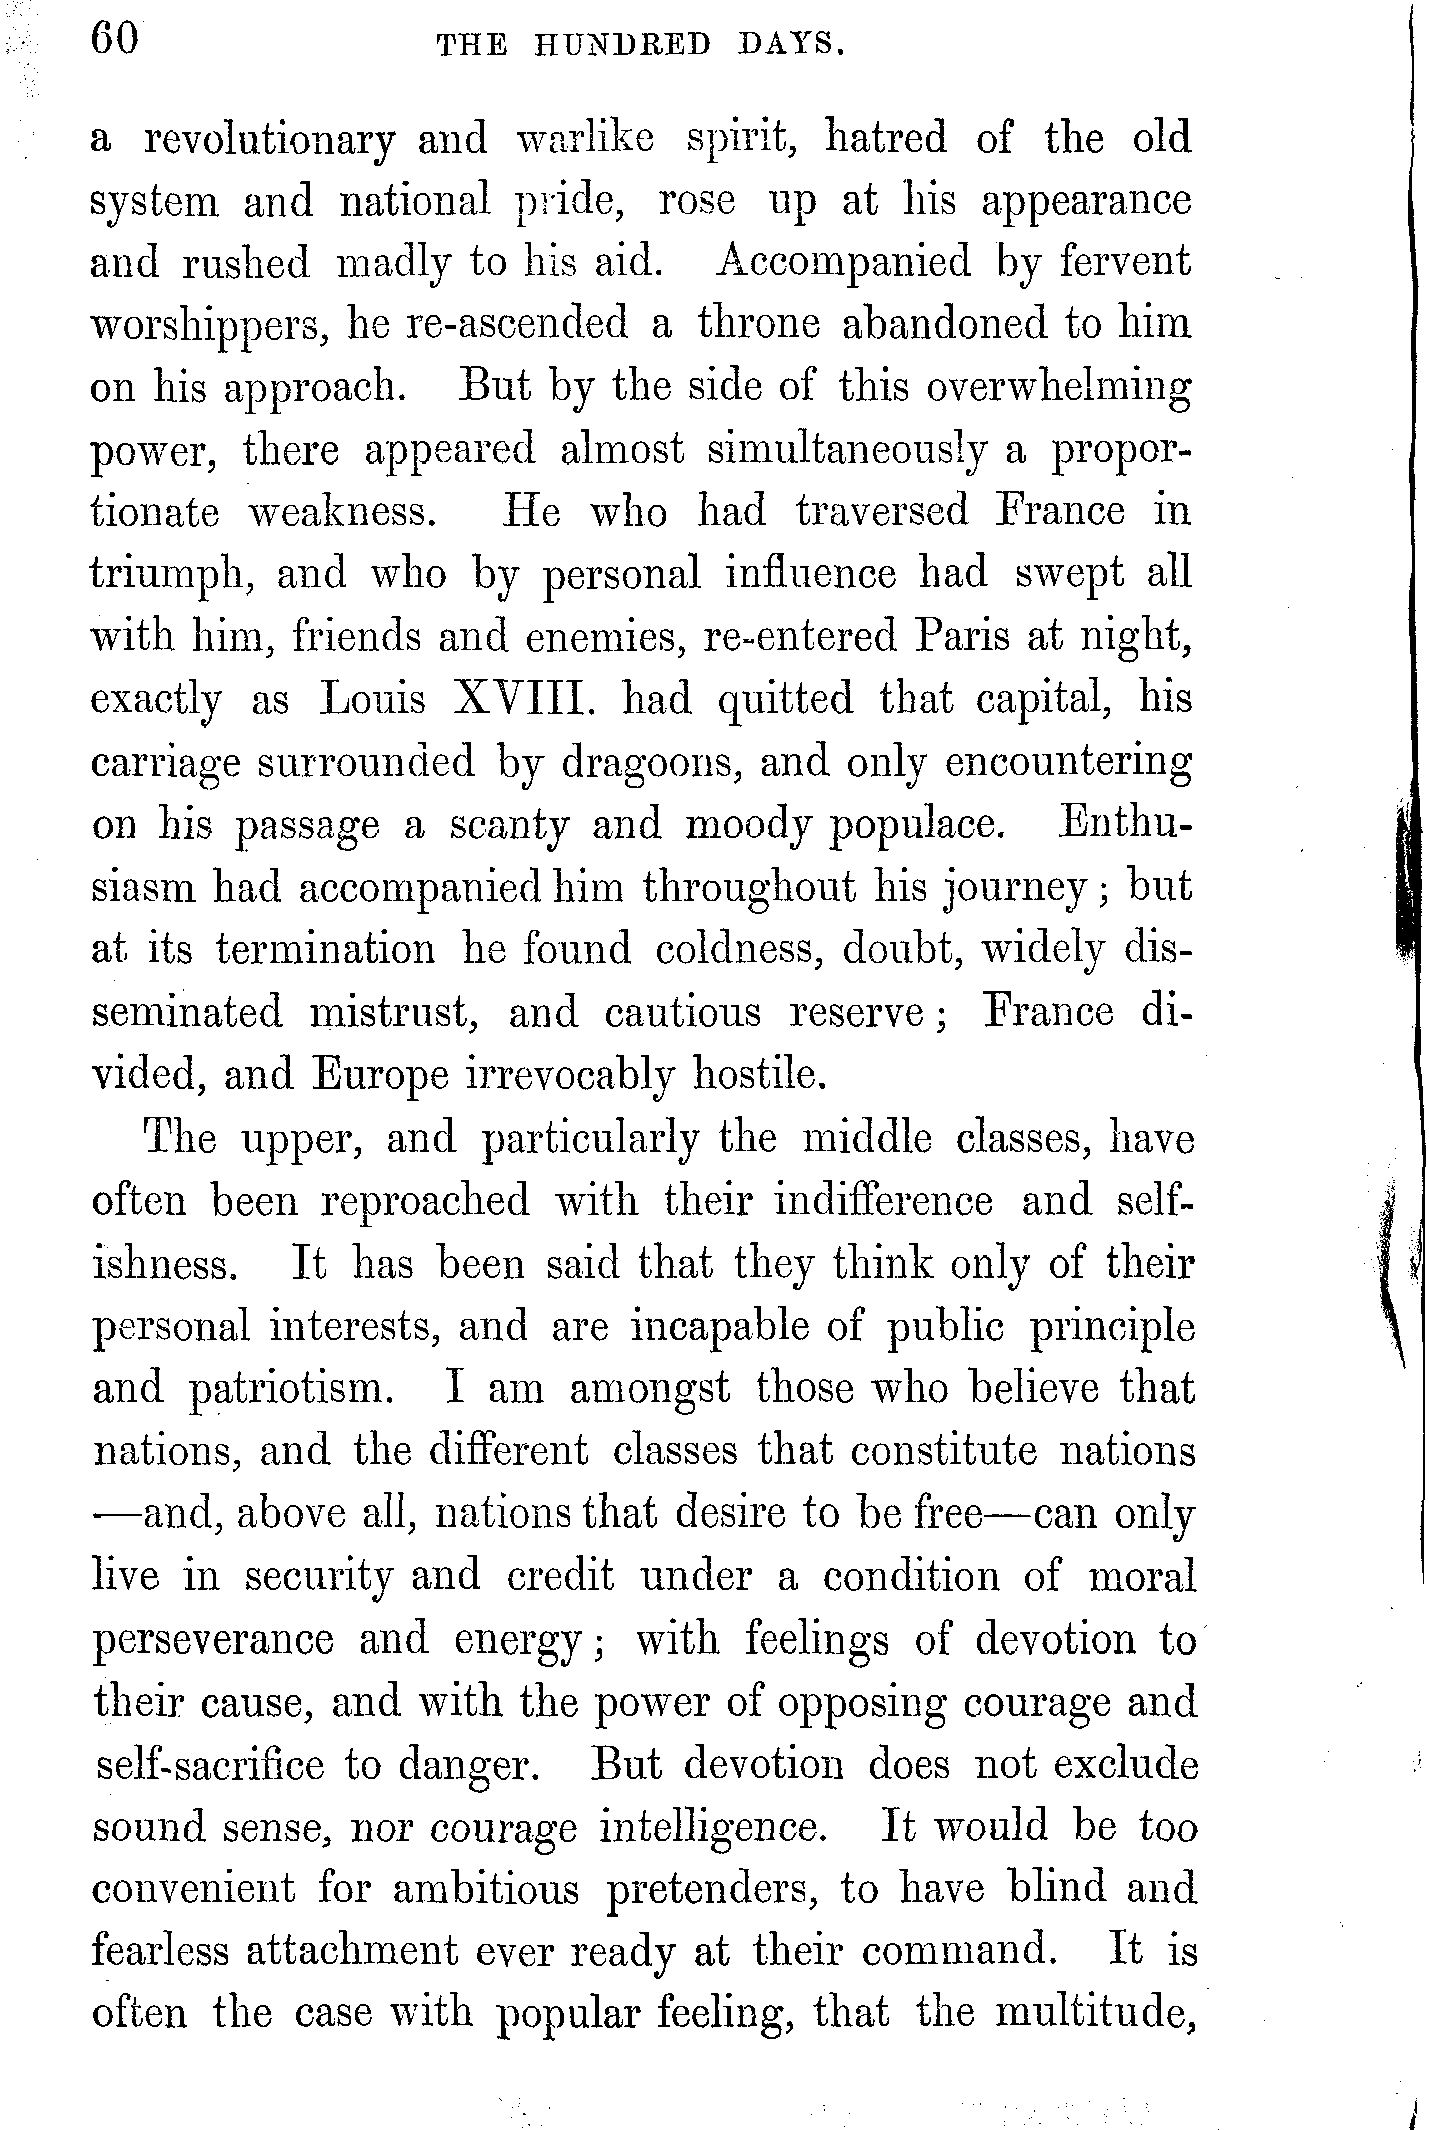 60 THE HUNDRED DAYS.
a revolutionary and warlike spirit, hatred of the old
system and national pride, rose up at his appearance
and rushed madly to his aid. Accompanied by fervent
worshippers, he re-ascended a throne abandoned to him
on his approach. But by the side of this overwhelming
power, there appeared almost simultaneously a propor-
tionate weakness. He who had traversed France in
triumph, and who by personal influence had swept all
with him, friends and enemies, re-entered Paris at night,
exactly as Louis XVIII. had quitted that capital, his
carriage surrounded by dragoons, and only encountering
on his passage a scanty and moody populace. Enthu-
siasm had accompanied him throughout his journey; but
at its termination he found coldness, doubt, widely dis-
seminated mistrust, and cautious reserve; France di-
vided, and Europe irrevocably hostile.
The upper, and particularly the middle classes, have
often been reproached with their indifference and self-
ishness. It has been said that they think only of their
personal interests, and are incapable of public principle
and patriotism. I am amongst those who believe that
nations, and the different classes that constitute nations
—and, above all, nations that desire to be free—can only
live in security and credit under a condition of moral
perseverance and energy; with feelings of devotion to
their cause, and with the power of opposing courage and
self-sacrifice to danger. But devotion does not exclude
sound sense, nor courage intelligence. It would be too
convenient for ambitious pretenders, to have blind and
fearless attachment ever ready at their command. It is
often the case with popular feeling, that the multitude,